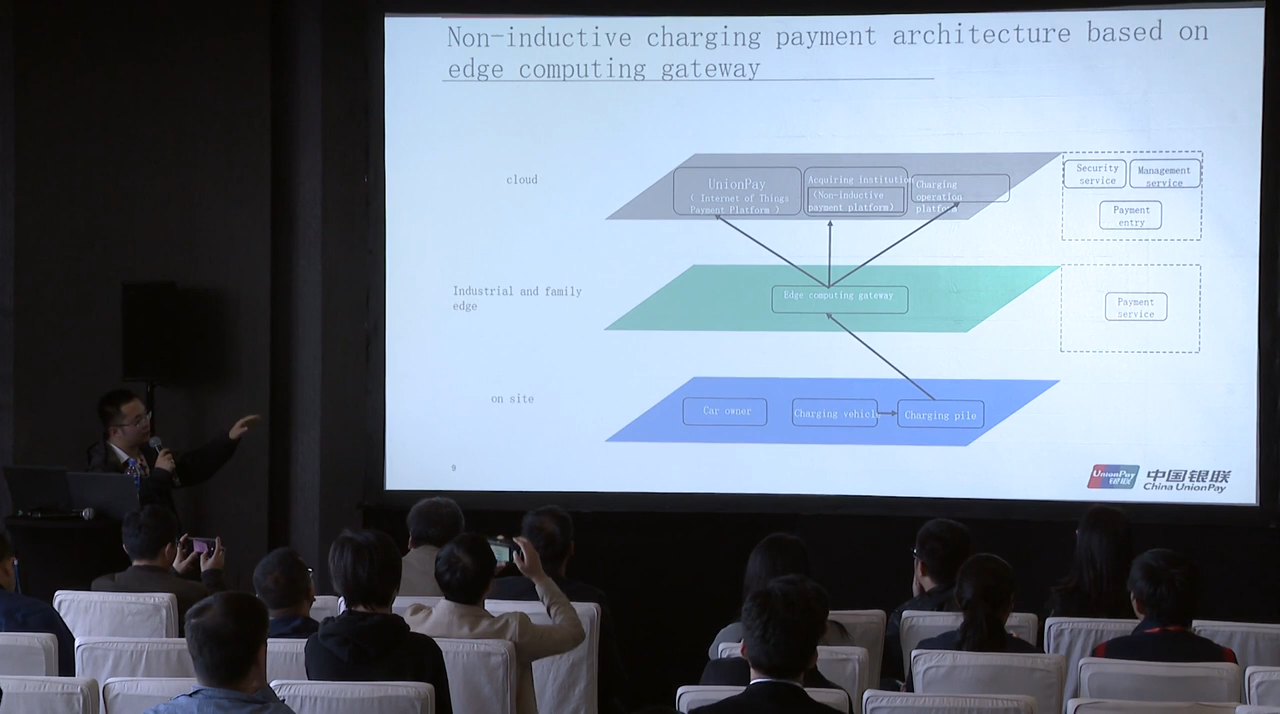 Non-inductive charging payment architecture based on
edge computing gateway
cloud
UnionPay
( Internet of Things
Payment Platform )
Acquiring institution
(Non-inductive
payment platform)
Charging
operation
platform
Security
service
Management
service
Payment
entry
Industrial and family
edge
Edge computing gateway
Payment
service
on site
Car owner
Charging vehicle
Charging pile
9
UnionPay
银联
中国银联
China UnionPay